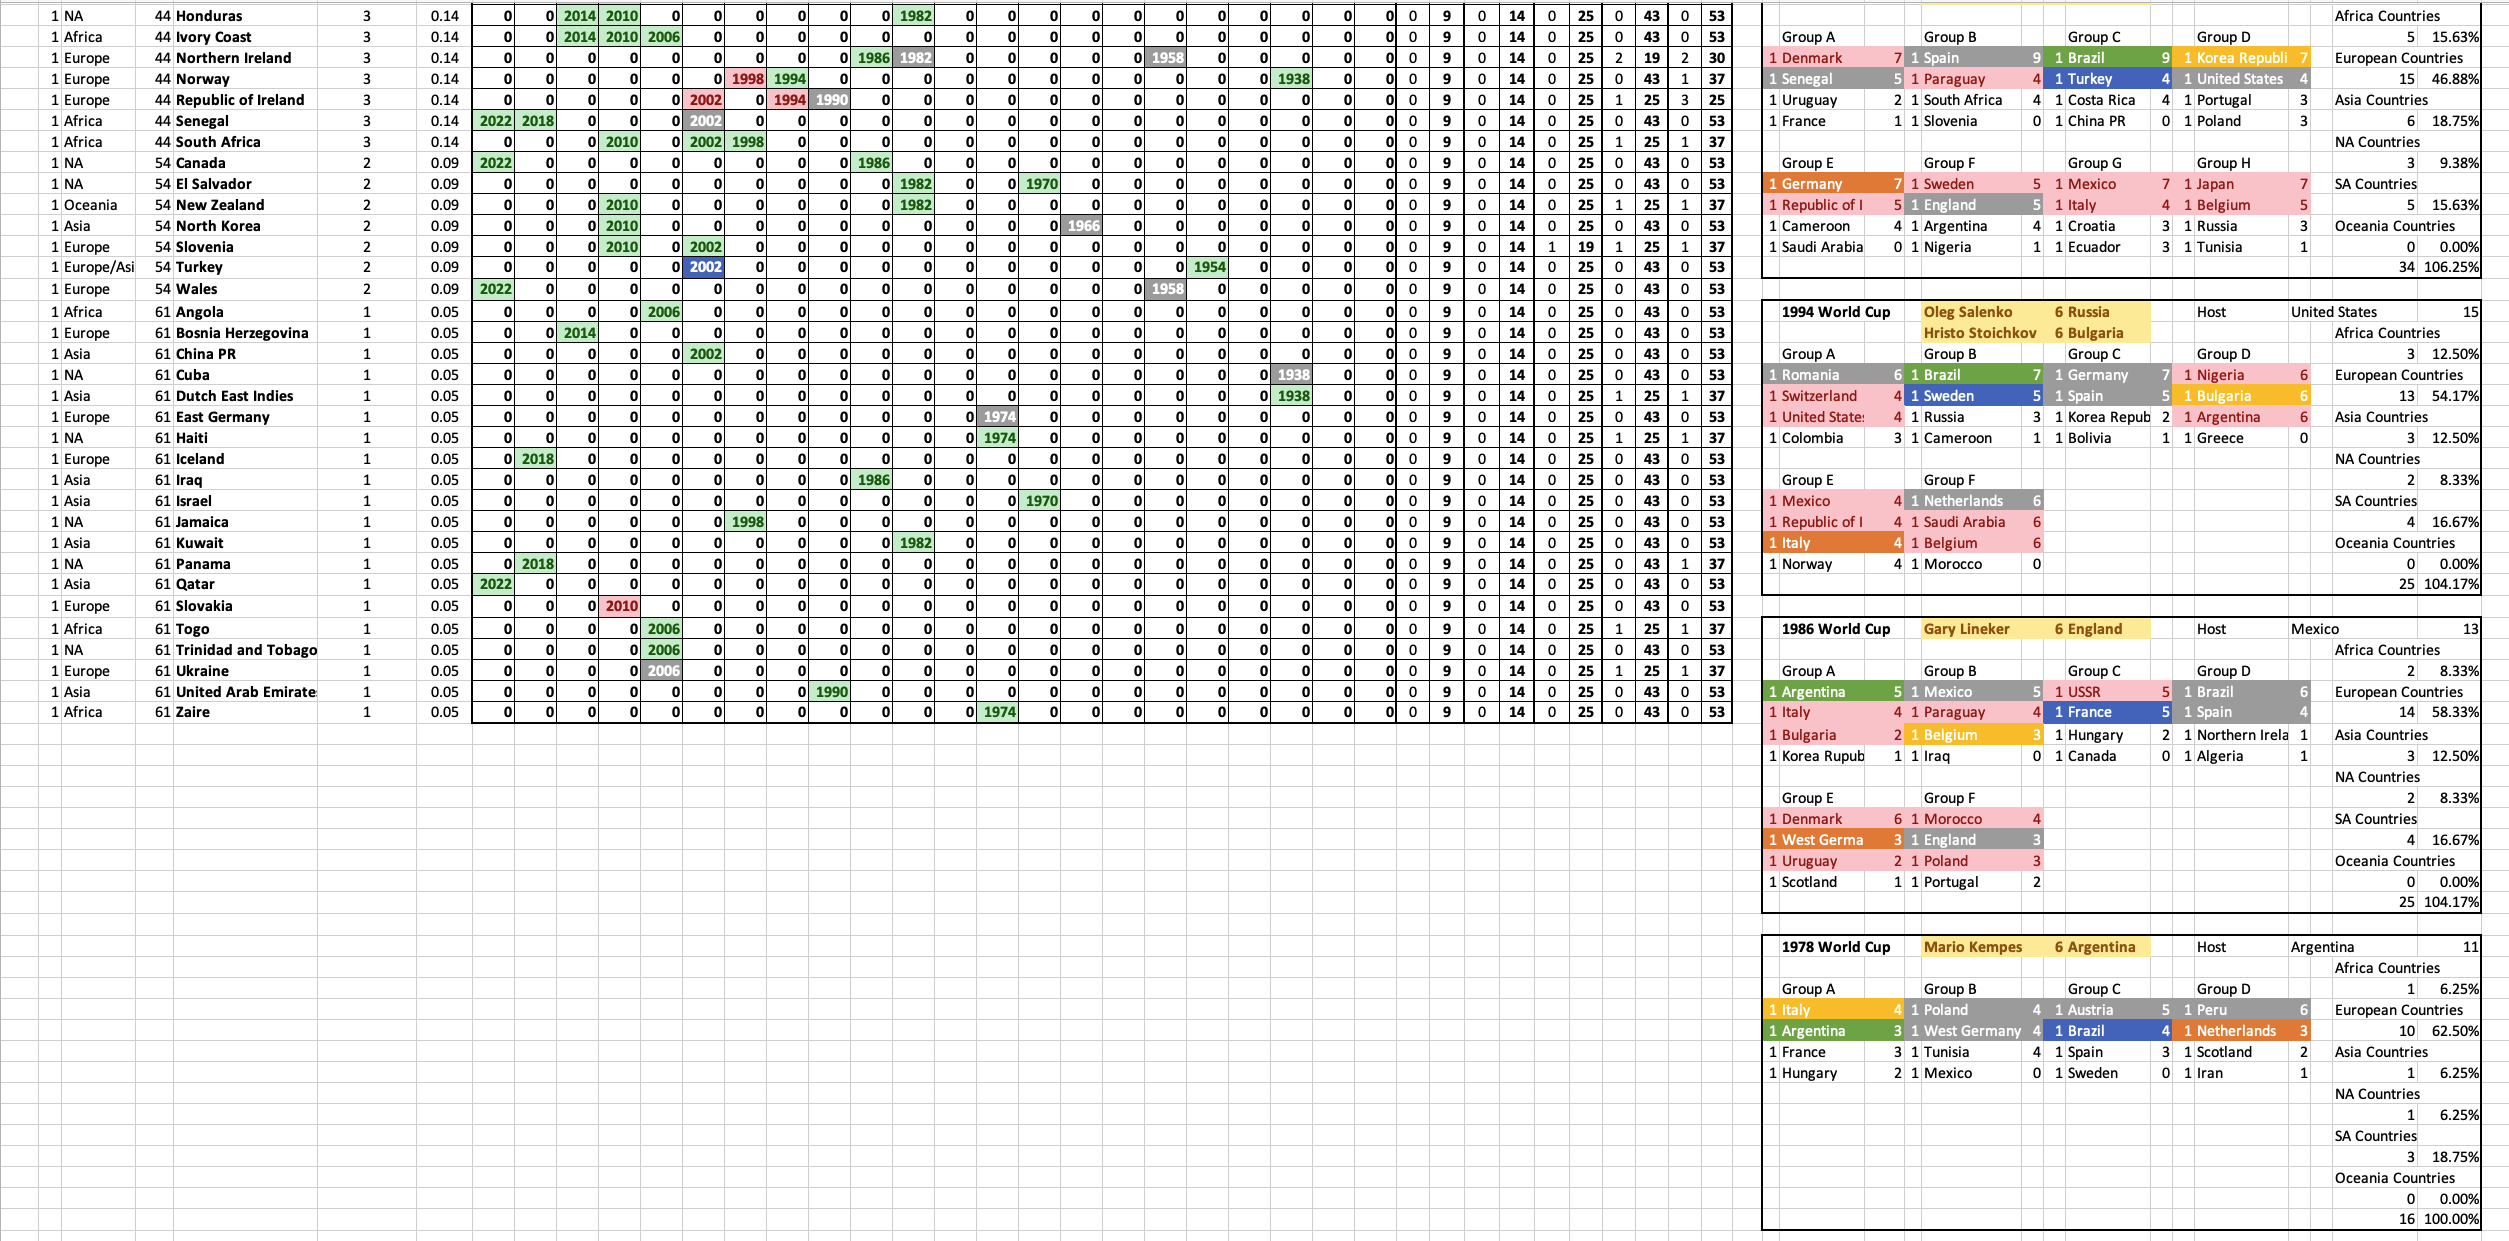 1 NA 44 Honduras 3 0.14 0 0 2014 2010 0 0 0 0 0 0 1982 0 0 0 0 0 0 0 0 0 0 0 0 9 0 14 0 25 0 43 0 53
1 Africa 44 Ivory Coast 3 0.14 0 0 2014 2010 2006 0 0 0 0 0 0 0 0 0 0 0 0 0 0 0 0 0 0 9 0 14 0 25 0 43 0 53
1 Europe 44 Northern Ireland 3 0.14 0 0 0 0 0 0 0 0 0 1986 1982 0 0 0 0 0 1958 0 0 0 0 0 0 9 0 14 0 25 2 19 2 30
1 Europe 44 Norway 3 0.14 0 0 0 0 0 0 1998 1994 0 0 0 0 0 0 0 0 0 0 0 1938 0 0 0 9 0 14 0 25 0 43 1 37
1 Europe 44 Republic of Ireland 3 0.14 0 0 0 0 0 2002 0 1994 1990 0 0 0 0 0 0 0 0 0 0 0 0 0 0 9 0 14 0 25 1 25 3 25
1 Africa 44 Senegal 3 0.14 2022 2018 0 0 0 2002 0 0 0 0 0 0 0 0 0 0 0 0 0 0 0 0 0 9 0 14 0 25 0 43 0 53
1 Africa 44 South Africa 3 0.14 0 0 0 2010 0 2002 1998 0 0 0 0 0 0 0 0 0 0 0 0 0 0 0 0 9 0 14 0 25 1 25 1 37
1 NA 54 Canada 2 0.09 2022 0 0 0 0 0 0 0 0 1986 0 0 0 0 0 0 0 0 0 0 0 0 0 9 0 14 0 25 0 43 0 53
1 NA 54 El Salvador 2 0.09 0 0 0 0 0 0 0 0 0 0 1982 0 0 1970 0 0 0 0 0 0 0 0 0 9 0 14 0 25 0 43 0 53
1 Oceania 54 New Zealand 2 0.09 0 0 0 2010 0 0 0 0 0 0 1982 0 0 0 0 0 0 0 0 0 0 0 0 9 0 14 0 25 1 25 1 37
1 Asia 54 North Korea 2 0.09 0 0 0 2010 0 0 0 0 0 0 0 0 0 0 1966 0 0 0 0 0 0 0 0 9 0 14 0 25 0 43 0 53
1 Europe 54 Slovenia 2 0.09 0 0 0 2010 0 2002 0 0 0 0 0 0 0 0 0 0 0 0 0 0 0 0 0 9 0 14 1 19 1 25 1 37
1 Europe/Asi 54 Turkey 2 0.09 0 0 0 0 0 2002 0 0 0 0 0 0 0 0 0 0 0 1954 0 0 0 0 0 9 0 14 0 25 0 43 0 53
1 Europe 54 Wales 2 0.09 2022 0 0 0 0 0 0 0 0 0 0 0 0 0 0 0 1958 0 0 0 0 0 0 9 0 14 0 25 0 43 0 53
1 Africa 61 Angola 1 0.05 0 0 0 0 2006 0 0 0 0 0 0 0 0 0 0 0 0 0 0 0 0 0 0 9 0 14 0 25 0 43 0 53
1 Europe 61 Bosnia Herzegovina 1 0.05 0 0 2014 0 0 0 0 0 0 0 0 0 0 0 0 0 0 0 0 0 0 0 0 9 0 14 0 25 0 43 0 53
1 Asia 61 China PR 1 0.05 0 0 0 0 0 2002 0 0 0 0 0 0 0 0 0 0 0 0 0 0 0 0 0 9 0 14 0 25 0 43 0 53
1 NA 61 Cuba 1 0.05 0 0 0 0 0 0 0 0 0 0 0 0 0 0 0 0 0 0 0 1938 0 0 0 9 0 14 0 25 0 43 0 53
1 Asia 61 Dutch East Indies 1 0.05 0 0 0 0 0 0 0 0 0 0 0 0 0 0 0 0 0 0 0 1938 0 0 0 9 0 14 0 25 1 25 1 37
1 Europe 61 East Germany 1 0.05 0 0 0 0 0 0 0 0 0 0 0 0 1974 0 0 0 0 0 0 0 0 0 0 9 0 14 0 25 0 43 0 53
1 NA 61 Haiti 1 0.05 0 0 0 0 0 0 0 0 0 0 0 0 1974 0 0 0 0 0 0 0 0 0 0 9 0 14 0 25 1 25 1 37
1 Europe 61 Iceland 1 0.05 0 2018 0 0 0 0 0 0 0 0 0 0 0 0 0 0 0 0 0 0 0 0 0 9 0 14 0 25 0 43 0 53
1 Asia 61 Iraq 1 0.05 0 0 0 0 0 0 0 0 0 1986 0 0 0 0 0 0 0 0 0 0 0 0 0 9 0 14 0 25 0 43 0 53
1 Asia 61 Israel 1 0.05 0 0 0 0 0 0 0 0 0 0 0 0 0 1970 0 0 0 0 0 0 0 0 0 9 0 14 0 25 0 43 0 53
1 NA 61 Jamaica 1 0.05 0 0 0 0 0 0 1998 0 0 0 0 0 0 0 0 0 0 0 0 0 0 0 0 9 0 14 0 25 0 43 0 53
1 Asia 61 Kuwait 1 0.05 0 0 0 0 0 0 0 0 0 0 1982 0 0 0 0 0 0 0 0 0 0 0 0 9 0 14 0 25 0 43 0 53
1 NA 61 Panama 1 0.05 0 2018 0 0 0 0 0 0 0 0 0 0 0 0 0 0 0 0 0 0 0 0 0 9 0 14 0 25 0 43 1 37
1 Asia 61 Qatar 1 0.05 2022 0 0 0 0 0 0 0 0 0 0 0 0 0 0 0 0 0 0 0 0 0 0 9 0 14 0 25 0 43 0 53
1 Europe 61 Slovakia 1 0.05 0 0 0 2010 0 0 0 0 0 0 0 0 0 0 0 0 0 0 0 0 0 0 0 9 0 14 0 25 0 43 0 53
1 Africa 61 Togo 1 0.05 0 0 0 0 2006 0 0 0 0 0 0 0 0 0 0 0 0 0 0 0 0 0 0 9 0 14 0 25 1 25 1 37
1 NA 61 Trinidad and Tobago 1 0.05 0 0 0 0 2006 0 0 0 0 0 0 0 0 0 0 0 0 0 0 0 0 0 0 9 0 14 0 25 0 43 0 53
1 Europe 61 Ukraine 1 0.05 0 0 0 0 2006 0 0 0 0 0 0 0 0 0 0 0 0 0 0 0 0 0 0 9 0 14 0 25 1 25 1 37
1 Asia 61 United Arab Emirate 1 0.05 0 0 0 0 0 0 0 0 1990 0 0 0 0 0 0 0 0 0 0 0 0 0 0 9 0 14 0 25 0 43 0 53
1 Africa 61 Zaire 1 0.05 0 0 0 0 0 0 0 0 0 0 0 0 1974 0 0 0 0 0 0 0 0 0 0 9 0 14 0 25 0 43 0 53
Africa Countries
Group A Group B Group C Group D 5 15.63%
1 Denmark 7 1 Spain 9 1 Brazil 9 1 Korea Republi 7 European Countries
1 Senegal 5 1 Paraguay 4 1 Turkey 4 1 United States 4 15 46.88%
1 Uruguay 2 1 South Africa 4 1 Costa Rica 4 1 Portugal 3 Asia Countries
1 France 1 1 Slovenia 0 1 China PR 0 1 Poland 3 6 18.75%
NA Countries
Group E Group F Group G Group H 3 9.38%
1 Germany 7 1 Sweden 5 1 Mexico 7 1 Japan 7 SA Countries
1 Republic of I 5 1 England 5 1 Italy 4 1 Belgium 5 5 15.63%
1 Cameroon 4 1 Argentina 4 1 Croatia 3 1 Russia 3 Oceania Countries
1 Saudi Arabia 0 1 Nigeria 1 1 Ecuador 3 1 Tunisia 1 0 0.00%
34 106.25%
1994 World Cup Oleg Salenko 6 Russia Host United States 15
Hristo Stoichkov 6 Bulgaria Africa Countries
Group A Group B Group C Group D 3 12.50%
1 Romania 6 1 Brazil 7 1 Germany 7 1 Nigeria 6 European Countries
1 Switzerland 4 1 Sweden 5 1 Spain 5 1 Bulgaria 6 13 54.17%
1 United State 4 1 Russia 3 1 Korea Repub 2 1 Argentina 6 Asia Countries
1 Colombia 3 1 Cameroon 1 1 Bolivia 1 1 Greece 0 3 12.50%
NA Countries
Group E Group F 2 8.33%
1 Mexico 4 1 Netherlands 6 SA Countries
1 Republic of I 4 1 Saudi Arabia 6 4 16.67%
1 Italy 4 1 Belgium 6 Oceania Countries
1 Norway 4 1 Morocco 0 0 0.00%
25 104.17%
1986 World Cup Gary Lineker 6 England Host Mexico 13
Africa Countries
Group A Group B Group C Group D 2 8.33%
1 Argentina 5 1 Mexico 5 1 USSR 5 1 Brazil 6 European Countries
1 Italy 4 1 Paraguay 4 1 France 5 1 Spain 4 14 58.33%
1 Bulgaria 2 1 Belgium 3 1 Hungary 2 1 Northern Irela 1 Asia Countries
1 Korea Rupub 1 1 Iraq 0 1 Canada 0 1 Algeria 1 3 12.50%
NA Countries
Group E Group F 2 8.33%
1 Denmark 6 1 Morocco 4 SA Countries
1 West Germa 3 1 England 3 4 16.67%
1 Uruguay 2 1 Poland 3 Oceania Countries
1 Scotland 1 1 Portugal 2 0 0.00%
25 104.17%
1978 World Cup Mario Kempes 6 Argentina Host Argentina 11
Africa Countries
Group A Group B Group C Group D 1 6.25%
1 Italy 4 1 Poland 4 1 Austria 5 1 Peru 6 European Countries
1 Argentina 3 1 West Germany 4 1 Brazil 4 1 Netherlands 3 10 62.50%
1 France 3 1 Tunisia 4 1 Spain 3 1 Scotland 2 Asia Countries
1 Hungary 2 1 Mexico 0 1 Sweden 0 1 Iran 1 1 6.25%
NA Countries
1 6.25%
SA Countries
3 18.75%
Oceania Countries
0 0.00%
16 100.00%